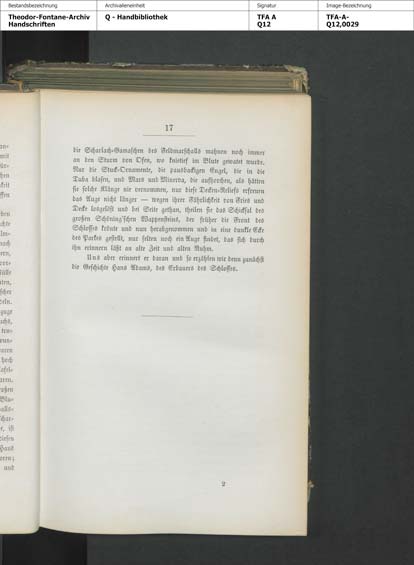 Bestandsbezeichnung
Theodor-Fontane-Archiv
Handschriften
Archivalieneinheit
Q - Handbibliothek
Signatur
TFA A
Q12
Image-Bezeichnung
TFA-A-
Q12,0029
17
die Scharlach-Gamaschen des Feldmarschalls mahnen noch immer
an den Sturm von Ofen, wo knietief im Blute gewatet wurde.
Nur die Stuck-Ornamente, die pausbackigen Engel, die in die
Tuba blasen, und Mars und Minerva, die aufhorchen, als hätten
sie solche Klänge nie vernommen, nur diese Decken-Reliefs erfreuen
das Auge nicht länger — wegen ihrer Gefährlichkeit von Fries und
Decke losgelöst und bei Seite gethan, theilen sie das Schicksal des
großen Schöning'schen Wappensteins, der früher die Front des
Schlosses krönte und nun herabgenommen und in eine dunkle Ecke
des Parkes gestellt, nur selten noch ein Auge findet, das sich durch
ihn erinnern läßt an alte Zeit und alten Ruhm.
Uns aber erinnert er daran und so erzählen wir denn zunächst
die Geschichte Hans Adams, des Erbauers des Schlosses.
2